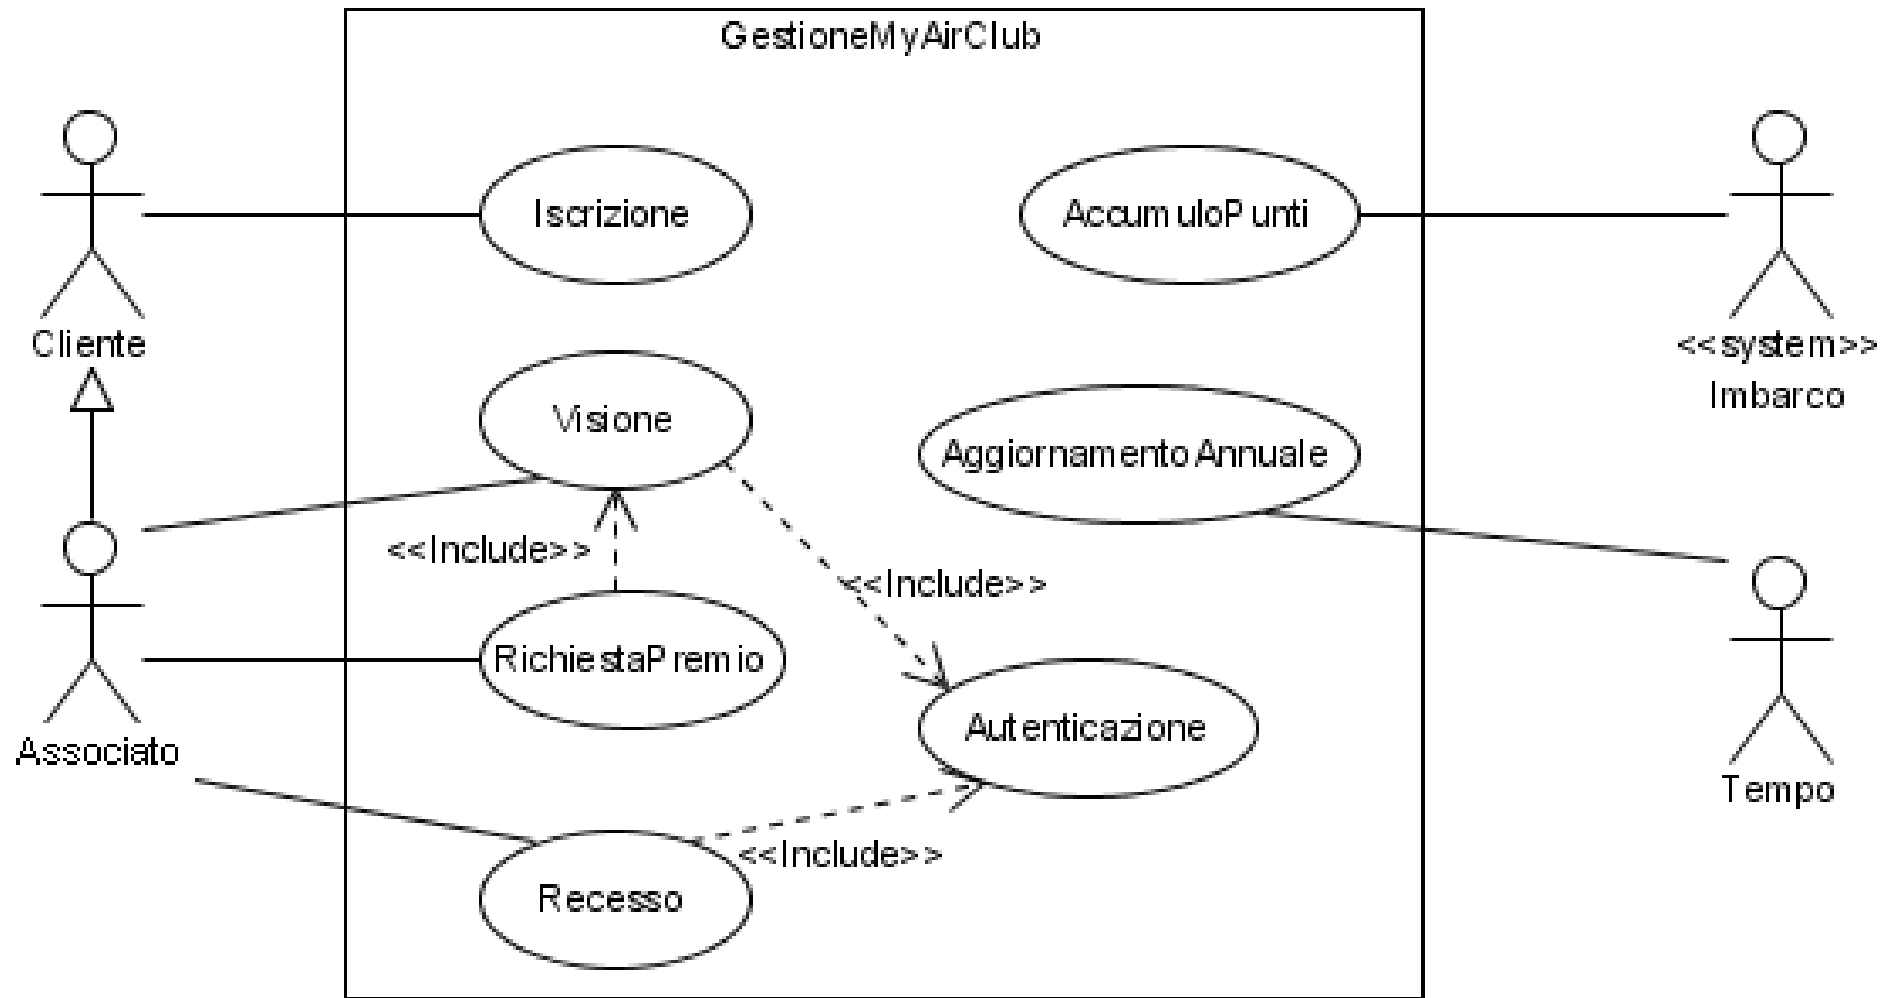 GestioneMyAirClub
Iscrizione
AccumuloPunti
Cliente
<<system>>
Imbarco
Visione
AggiornamentoAnnuale
<<Include>>
<<Include>>
RichiestaPremio
Autenticazione
Associato
Tempo
<<Include>>
Recesso